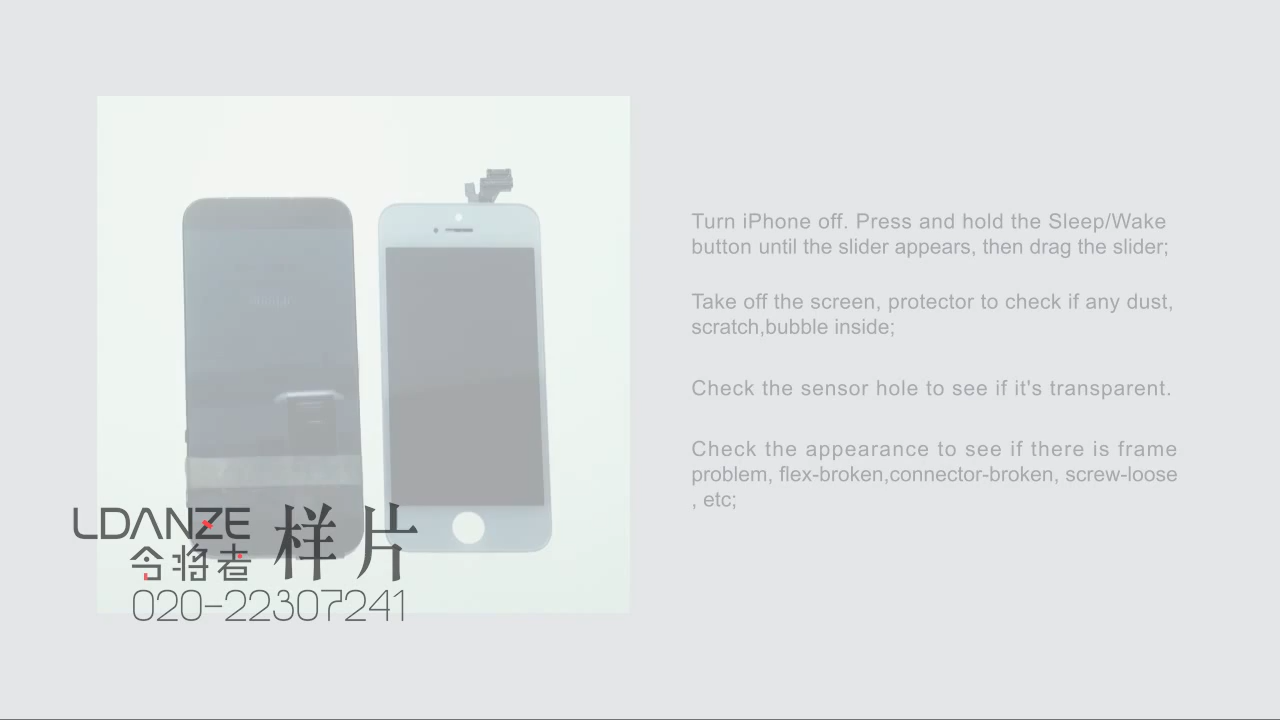 Turn iPhone off. Press and hold the Sleep/Wake
button until the slider appears, then drag the slider;
Take off the screen, protector to check if any dust,
scratch,bubble inside;
Check the sensor hole to see if it's transparent.
Check the appearance to see if there is frame
problem, flex-broken,connector-broken, screw-loose
, etc;
LDANZE 样片
令将者
020-22307241